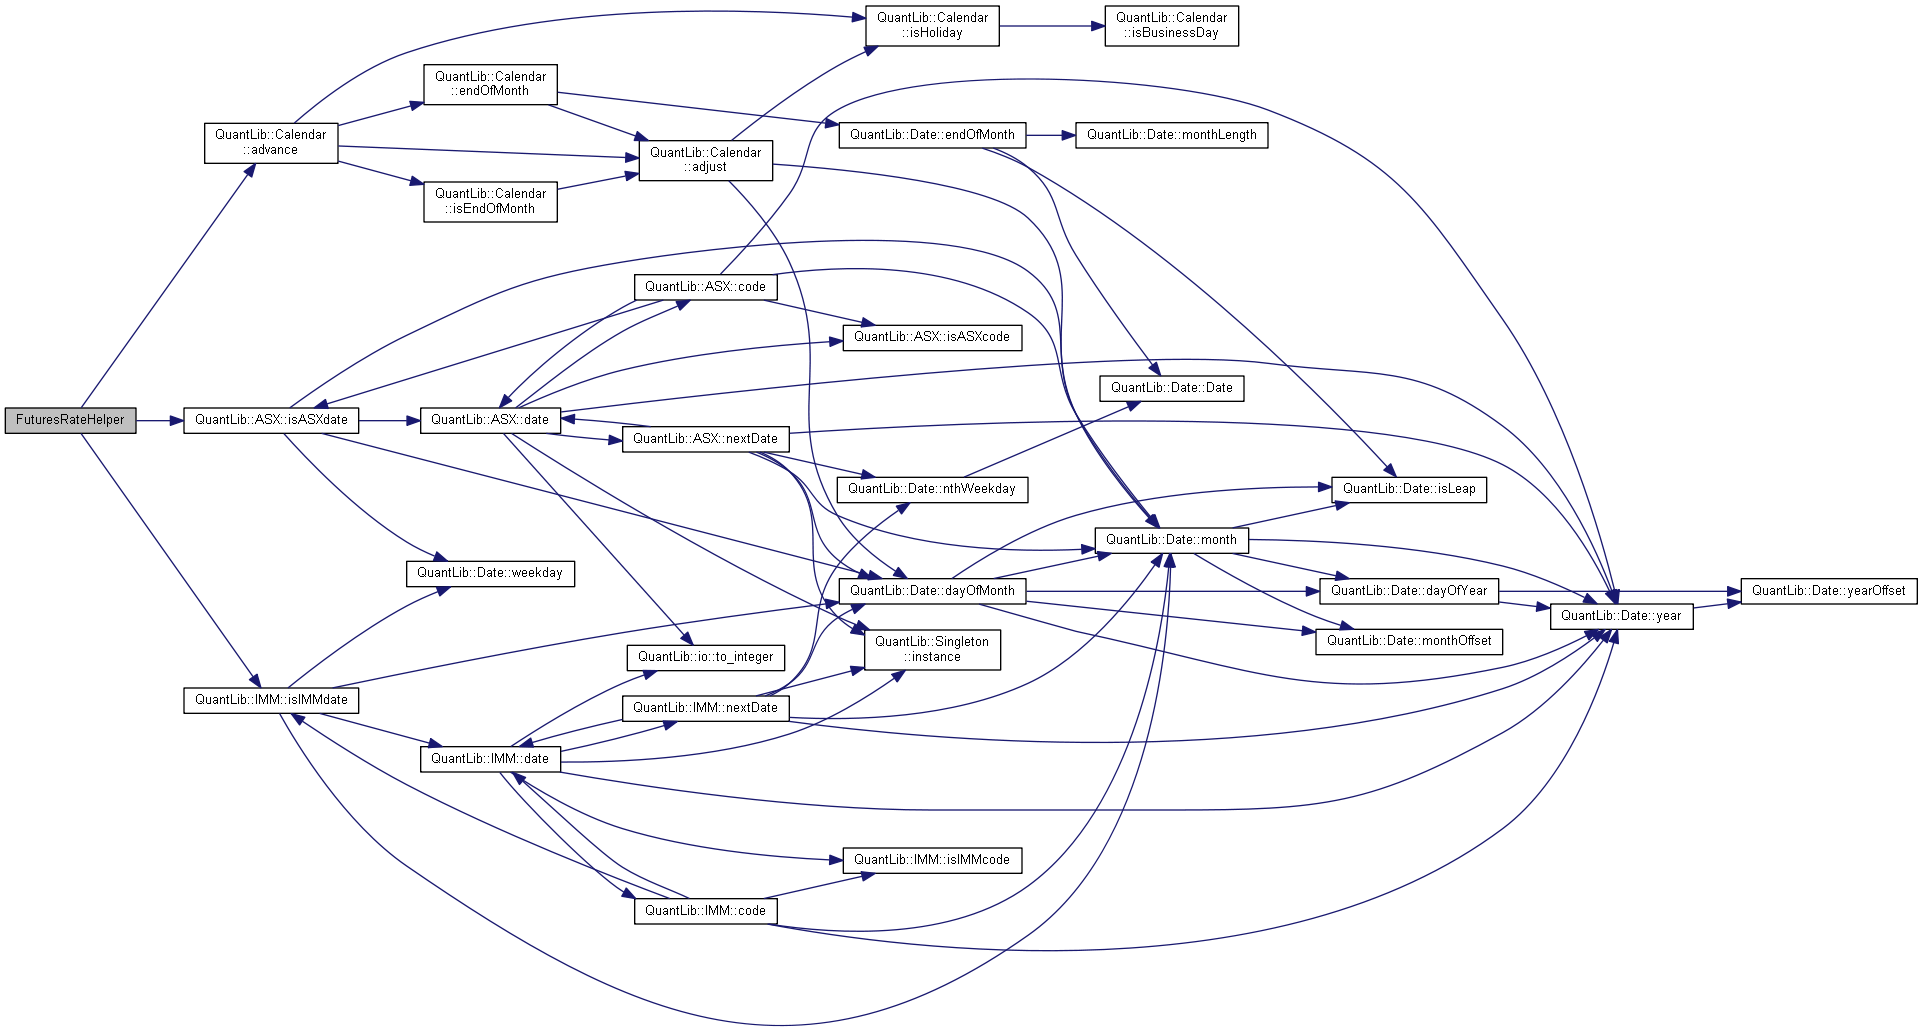 QuantLib::Calendar
::isHoliday
QuantLib::Calendar
::isBusinessDay
QuantLib::Calendar
::endOfMonth
QuantLib::Calendar
::advance
QuantLib::Date::endOfMonth
QuantLib::Date::monthLength
QuantLib::Calendar
::adjust
QuantLib::Calendar
::isEndOfMonth
QuantLib::ASX::code
QuantLib::ASX::isASXcode
QuantLib::Date::Date
FuturesRateHelper
QuantLib::ASX::isASXdate
QuantLib::ASX::date
QuantLib::ASX::nextDate
QuantLib::Date::nthWeekday
QuantLib::Date::isLeap
QuantLib::Date::month
QuantLib::Date::weekday
QuantLib::Date::dayOfMonth
QuantLib::Date::dayOfYear
QuantLib::Date::yearOffset
QuantLib::Date::year
QuantLib::Date::monthOffset
QuantLib::Singleton
::instance
QuantLib::io::to_integer
QuantLib::IMM::isIMMdate
QuantLib::IMM::nextDate
QuantLib::IMM::date
QuantLib::IMM::isIMMcode
QuantLib::IMM::code